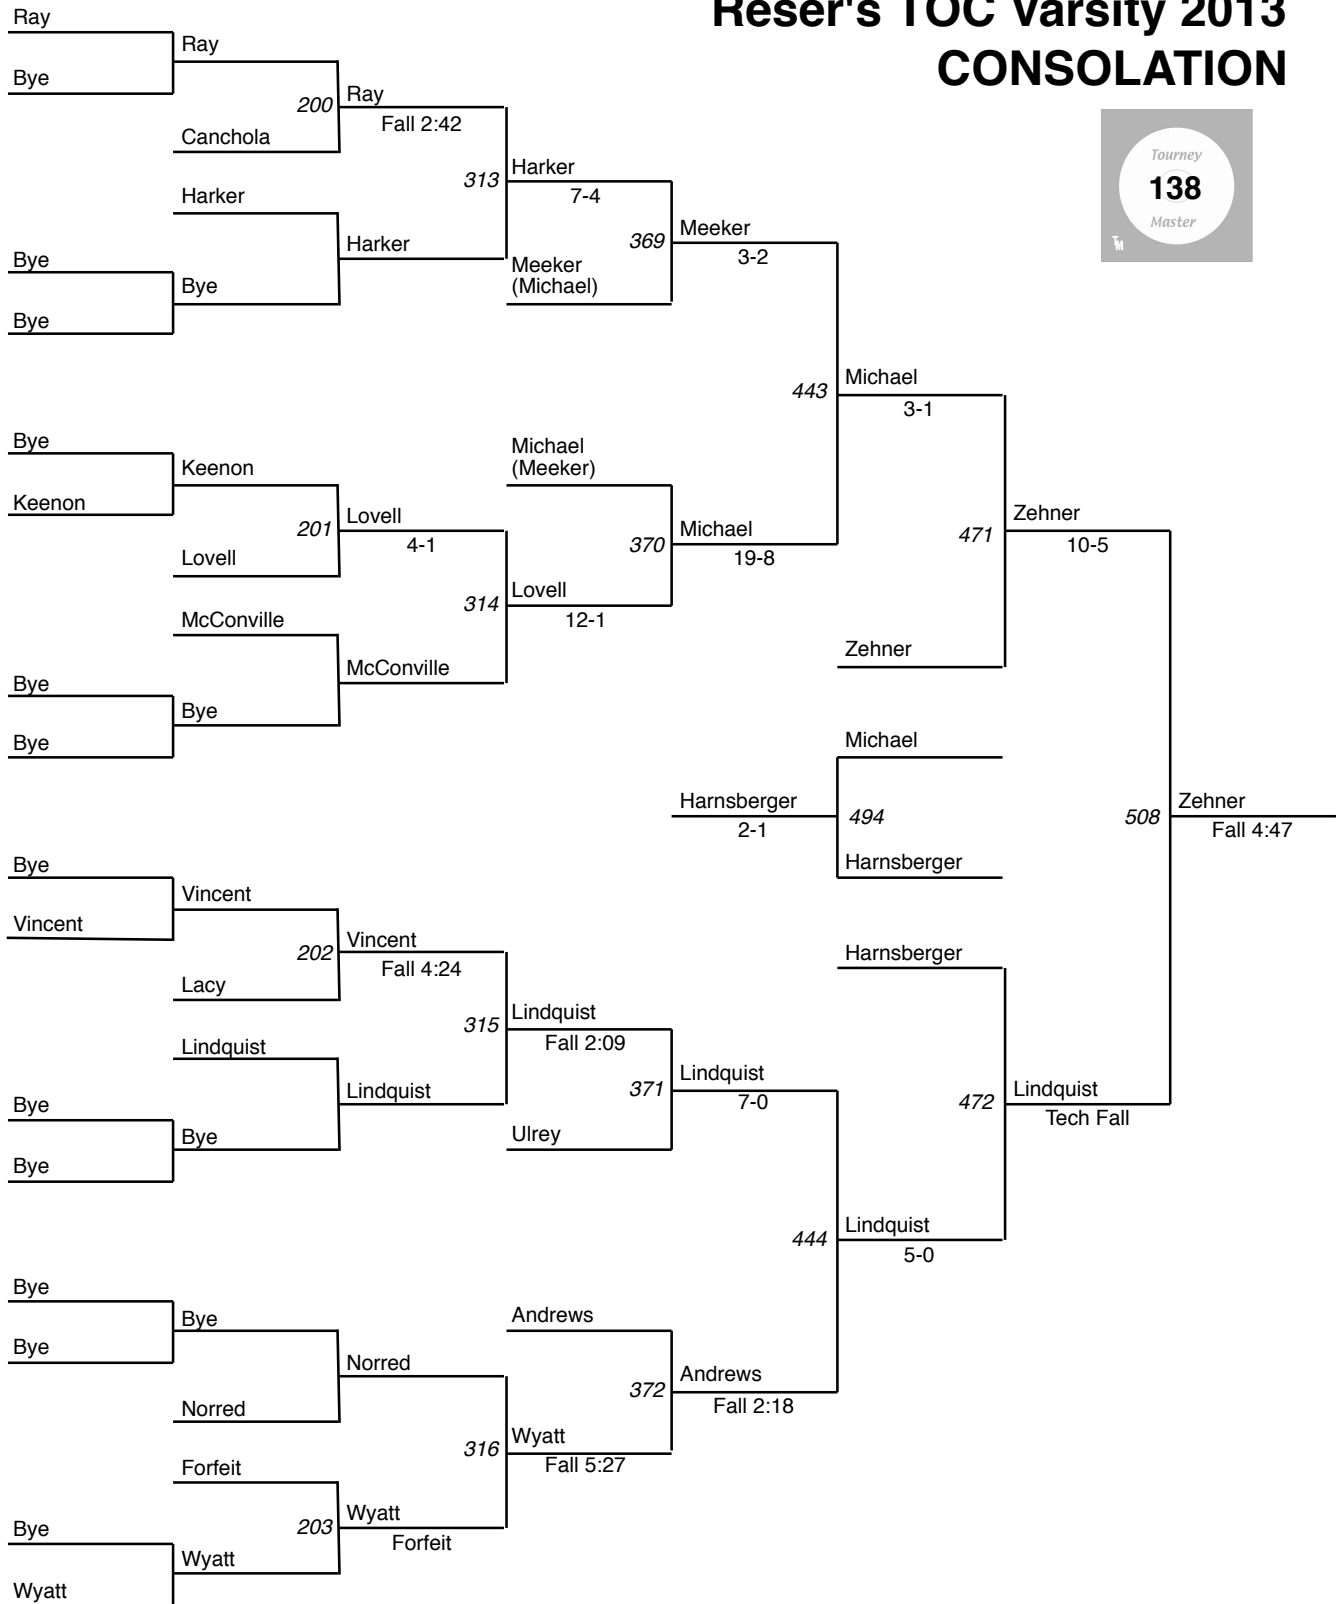 Reser's TOC Varsity 2013
CONSOLATION
Tourney
138
Master
TM
Ray
Bye
Ray
Canchola
200
Ray
Fall 2:42
Harker
Bye
Bye
Bye
Harker
313
Harker
7-4
Meeker
(Michael)
369
Meeker
3-2
Bye
Keenon
Keenon
Lovell
201
Lovell
4-1
McConville
Bye
Bye
Bye
McConville
314
Lovell
12-1
Michael
(Meeker)
370
Michael
19-8
443
Michael
3-1
Zehner
471
Zehner
10-5
Michael
Harnsberger
494
Harnsberger
2-1
508
Zehner
Fall 4:47
Bye
Vincent
Vincent
Lacy
202
Vincent
Fall 4:24
Lindquist
Bye
Bye
Bye
Lindquist
315
Lindquist
Fall 2:09
Ulrey
371
Lindquist
7-0
Harnsberger
472
Lindquist
Tech Fall
444
Lindquist
5-0
Bye
Bye
Bye
Norred
Norred
Forfeit
Bye
Wyatt
Wyatt
203
Wyatt
Forfeit
316
Wyatt
Fall 5:27
Andrews
372
Andrews
Fall 2:18